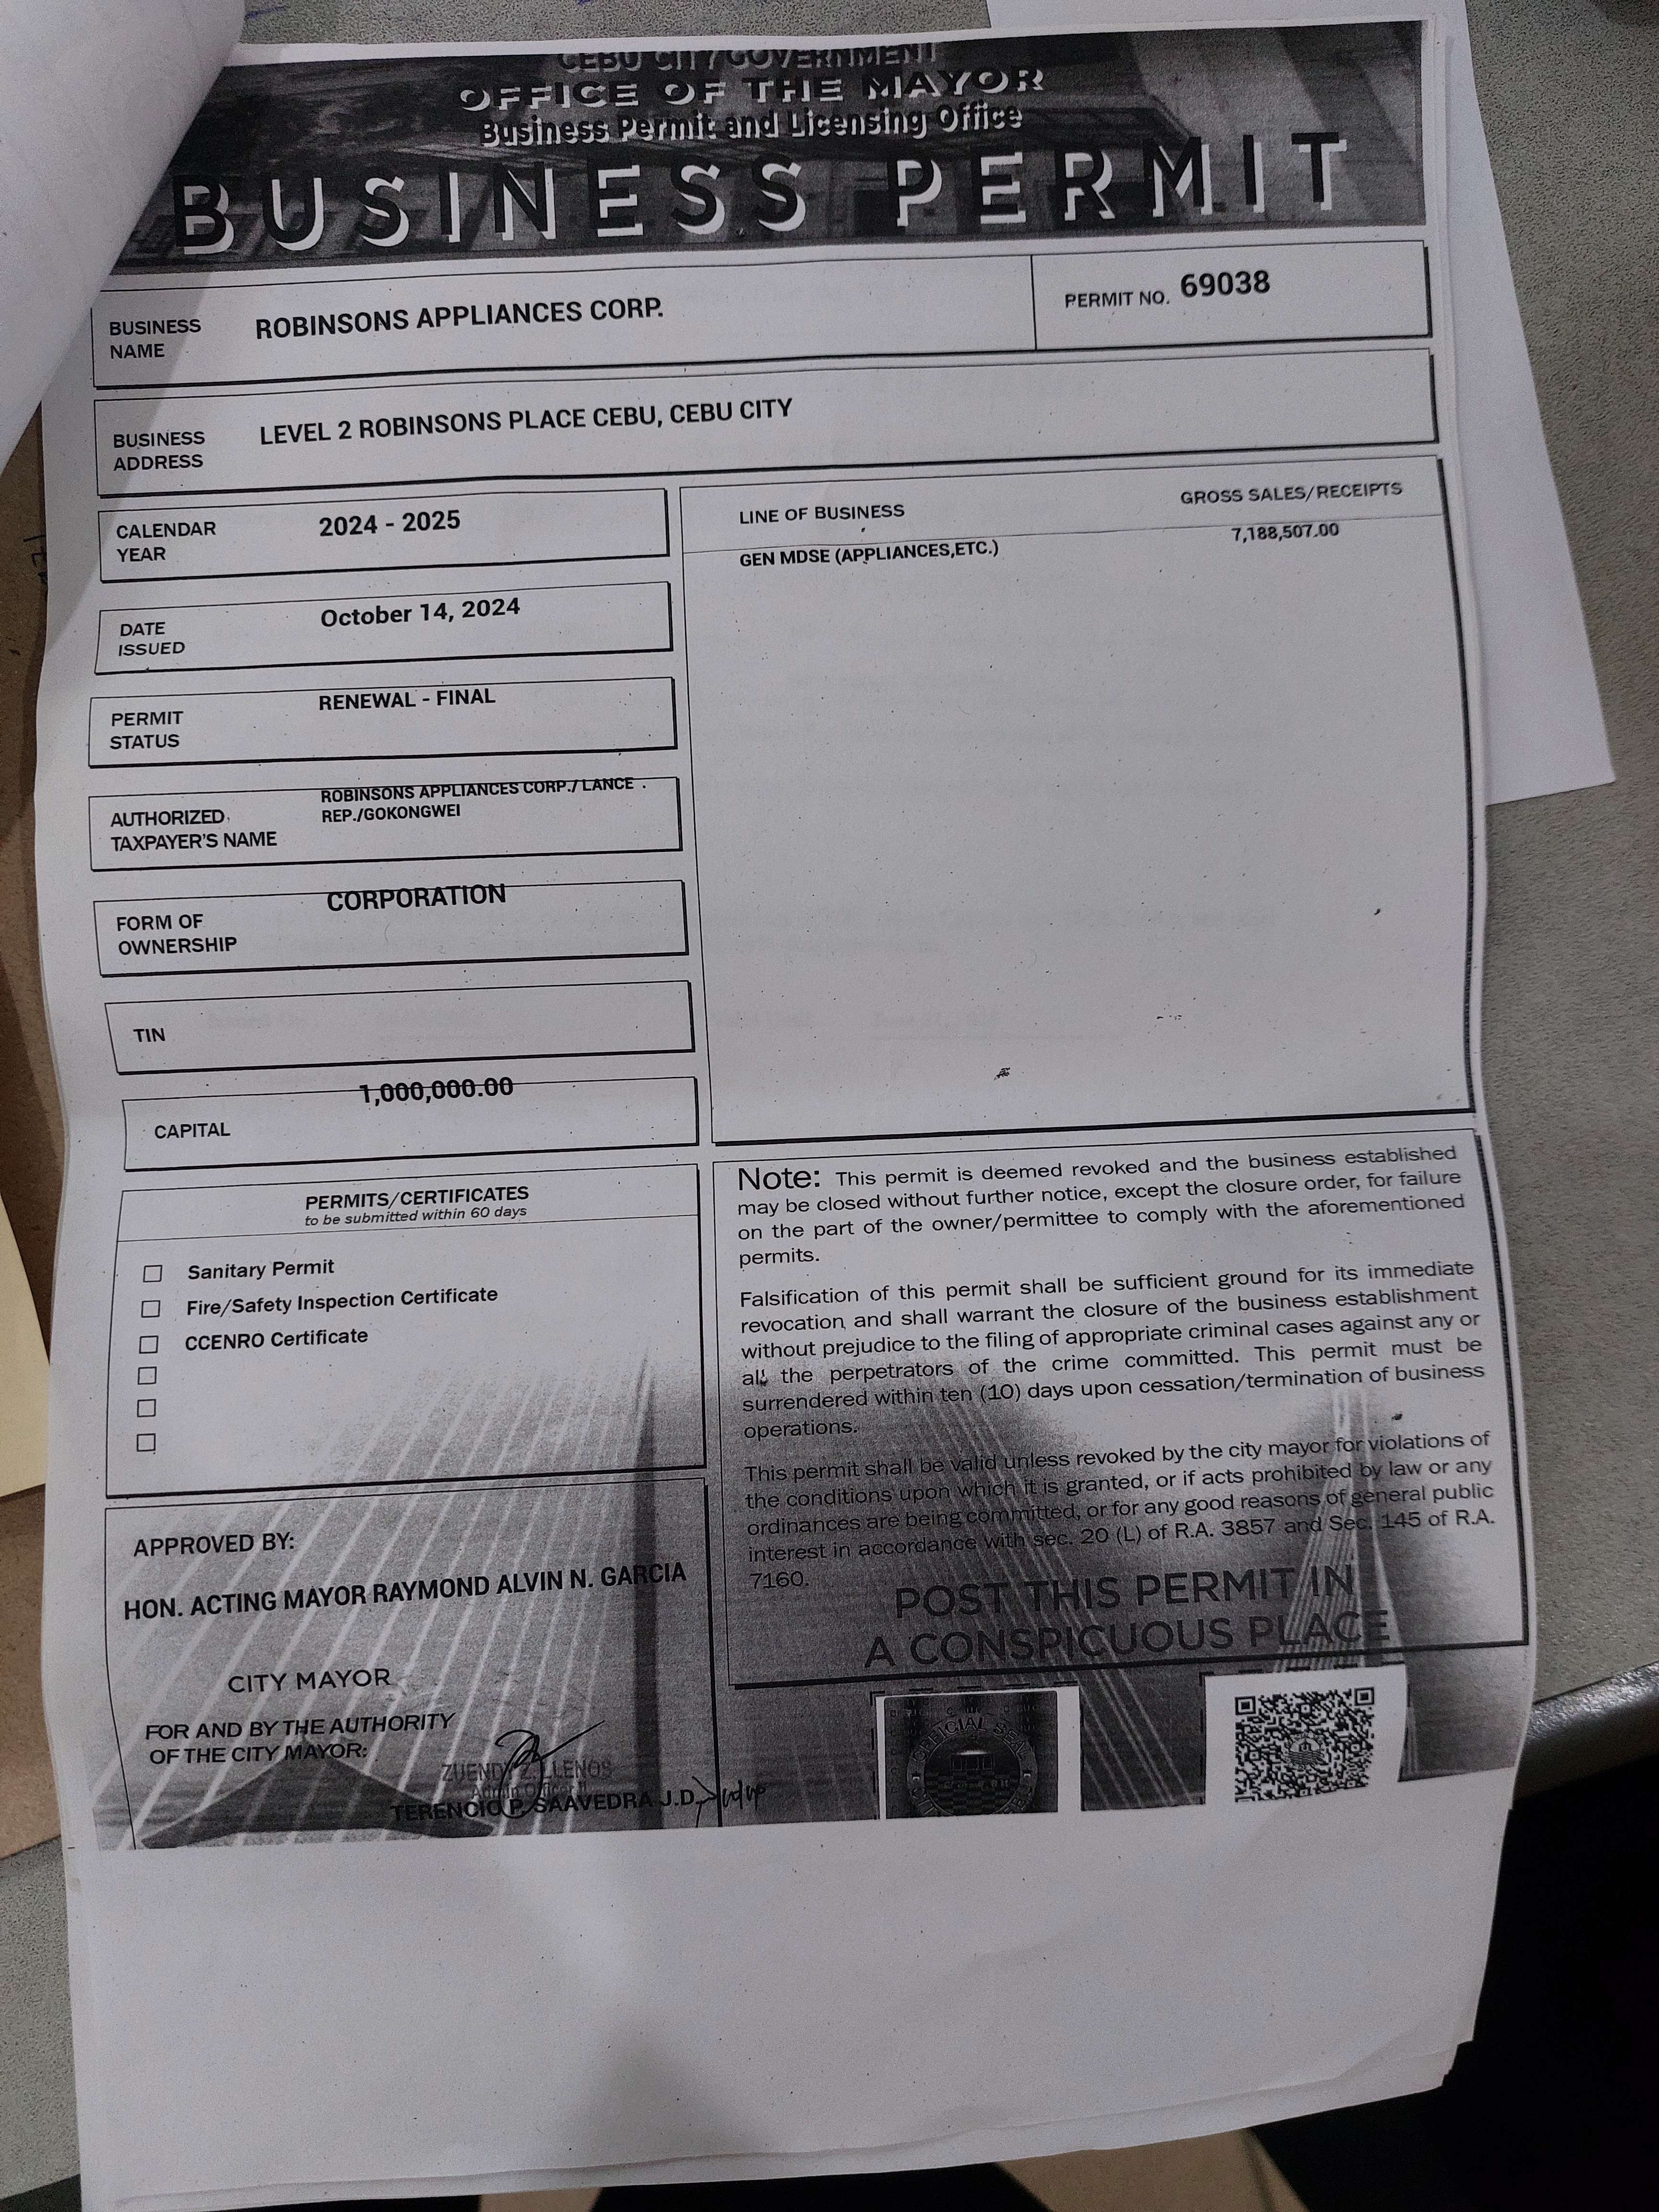 CEBU CITY GOVERNMENT
OFFICE OF THE MAYOR
Business Permit and Licensing Office
BUSINESS PERMIT
BUSINESS NAME ROBINSONS APPLIANCES CORP.
PERMIT NO. 69038
BUSINESS ADDRESS LEVEL 2 ROBINSONS PLACE CEBU, CEBU CITY
CALENDAR YEAR 2024 - 2025
DATE ISSUED October 14, 2024
PERMIT STATUS RENEWAL - FINAL
AUTHORIZED TAXPAYER'S NAME ROBINSONS APPLIANCES CORP./ LANCE .
REP./GOKONGWEI
FORM OF OWNERSHIP CORPORATION
TIN
CAPITAL 1,000,000.00
LINE OF BUSINESS GROSS SALES/RECEIPTS
GEN MDSE (APPLIANCES,ETC.) 7,188,507.00
PERMITS/CERTIFICATES
to be submitted within 60 days
Sanitary Permit
Fire/Safety Inspection Certificate
CCENRO Certificate
Note: This permit is deemed revoked and the business established
may be closed without further notice, except the closure order, for failure
on the part of the owner/permittee to comply with the aforementioned
permits.
Falsification of this permit shall be sufficient ground for its immediate
revocation and shall warrant the closure of the business establishment
without prejudice to the filing of appropriate criminal cases against any or
all the perpetrators of the crime committed. This permit must be
surrendered within ten (10) days upon cessation/termination of business
operations.
This permit shall be valid unless revoked by the city mayor for violations of
the conditions upon which it is granted, or if acts prohibited by law or any
ordinances are being committed, or for any good reasons of general public
interest in accordance with sec. 20 (L) of R.A. 3857 and Sec. 145 of R.A.
7160.
POST THIS PERMIT IN
A CONSPICUOUS PLACE
APPROVED BY:
HON. ACTING MAYOR RAYMOND ALVIN N. GARCIA
CITY MAYOR
FOR AND BY THE AUTHORITY
OF THE CITY MAYOR:
LLENOS
TERENCIO P. SAAVEDRA J.D.
OFFICIAL SEAL